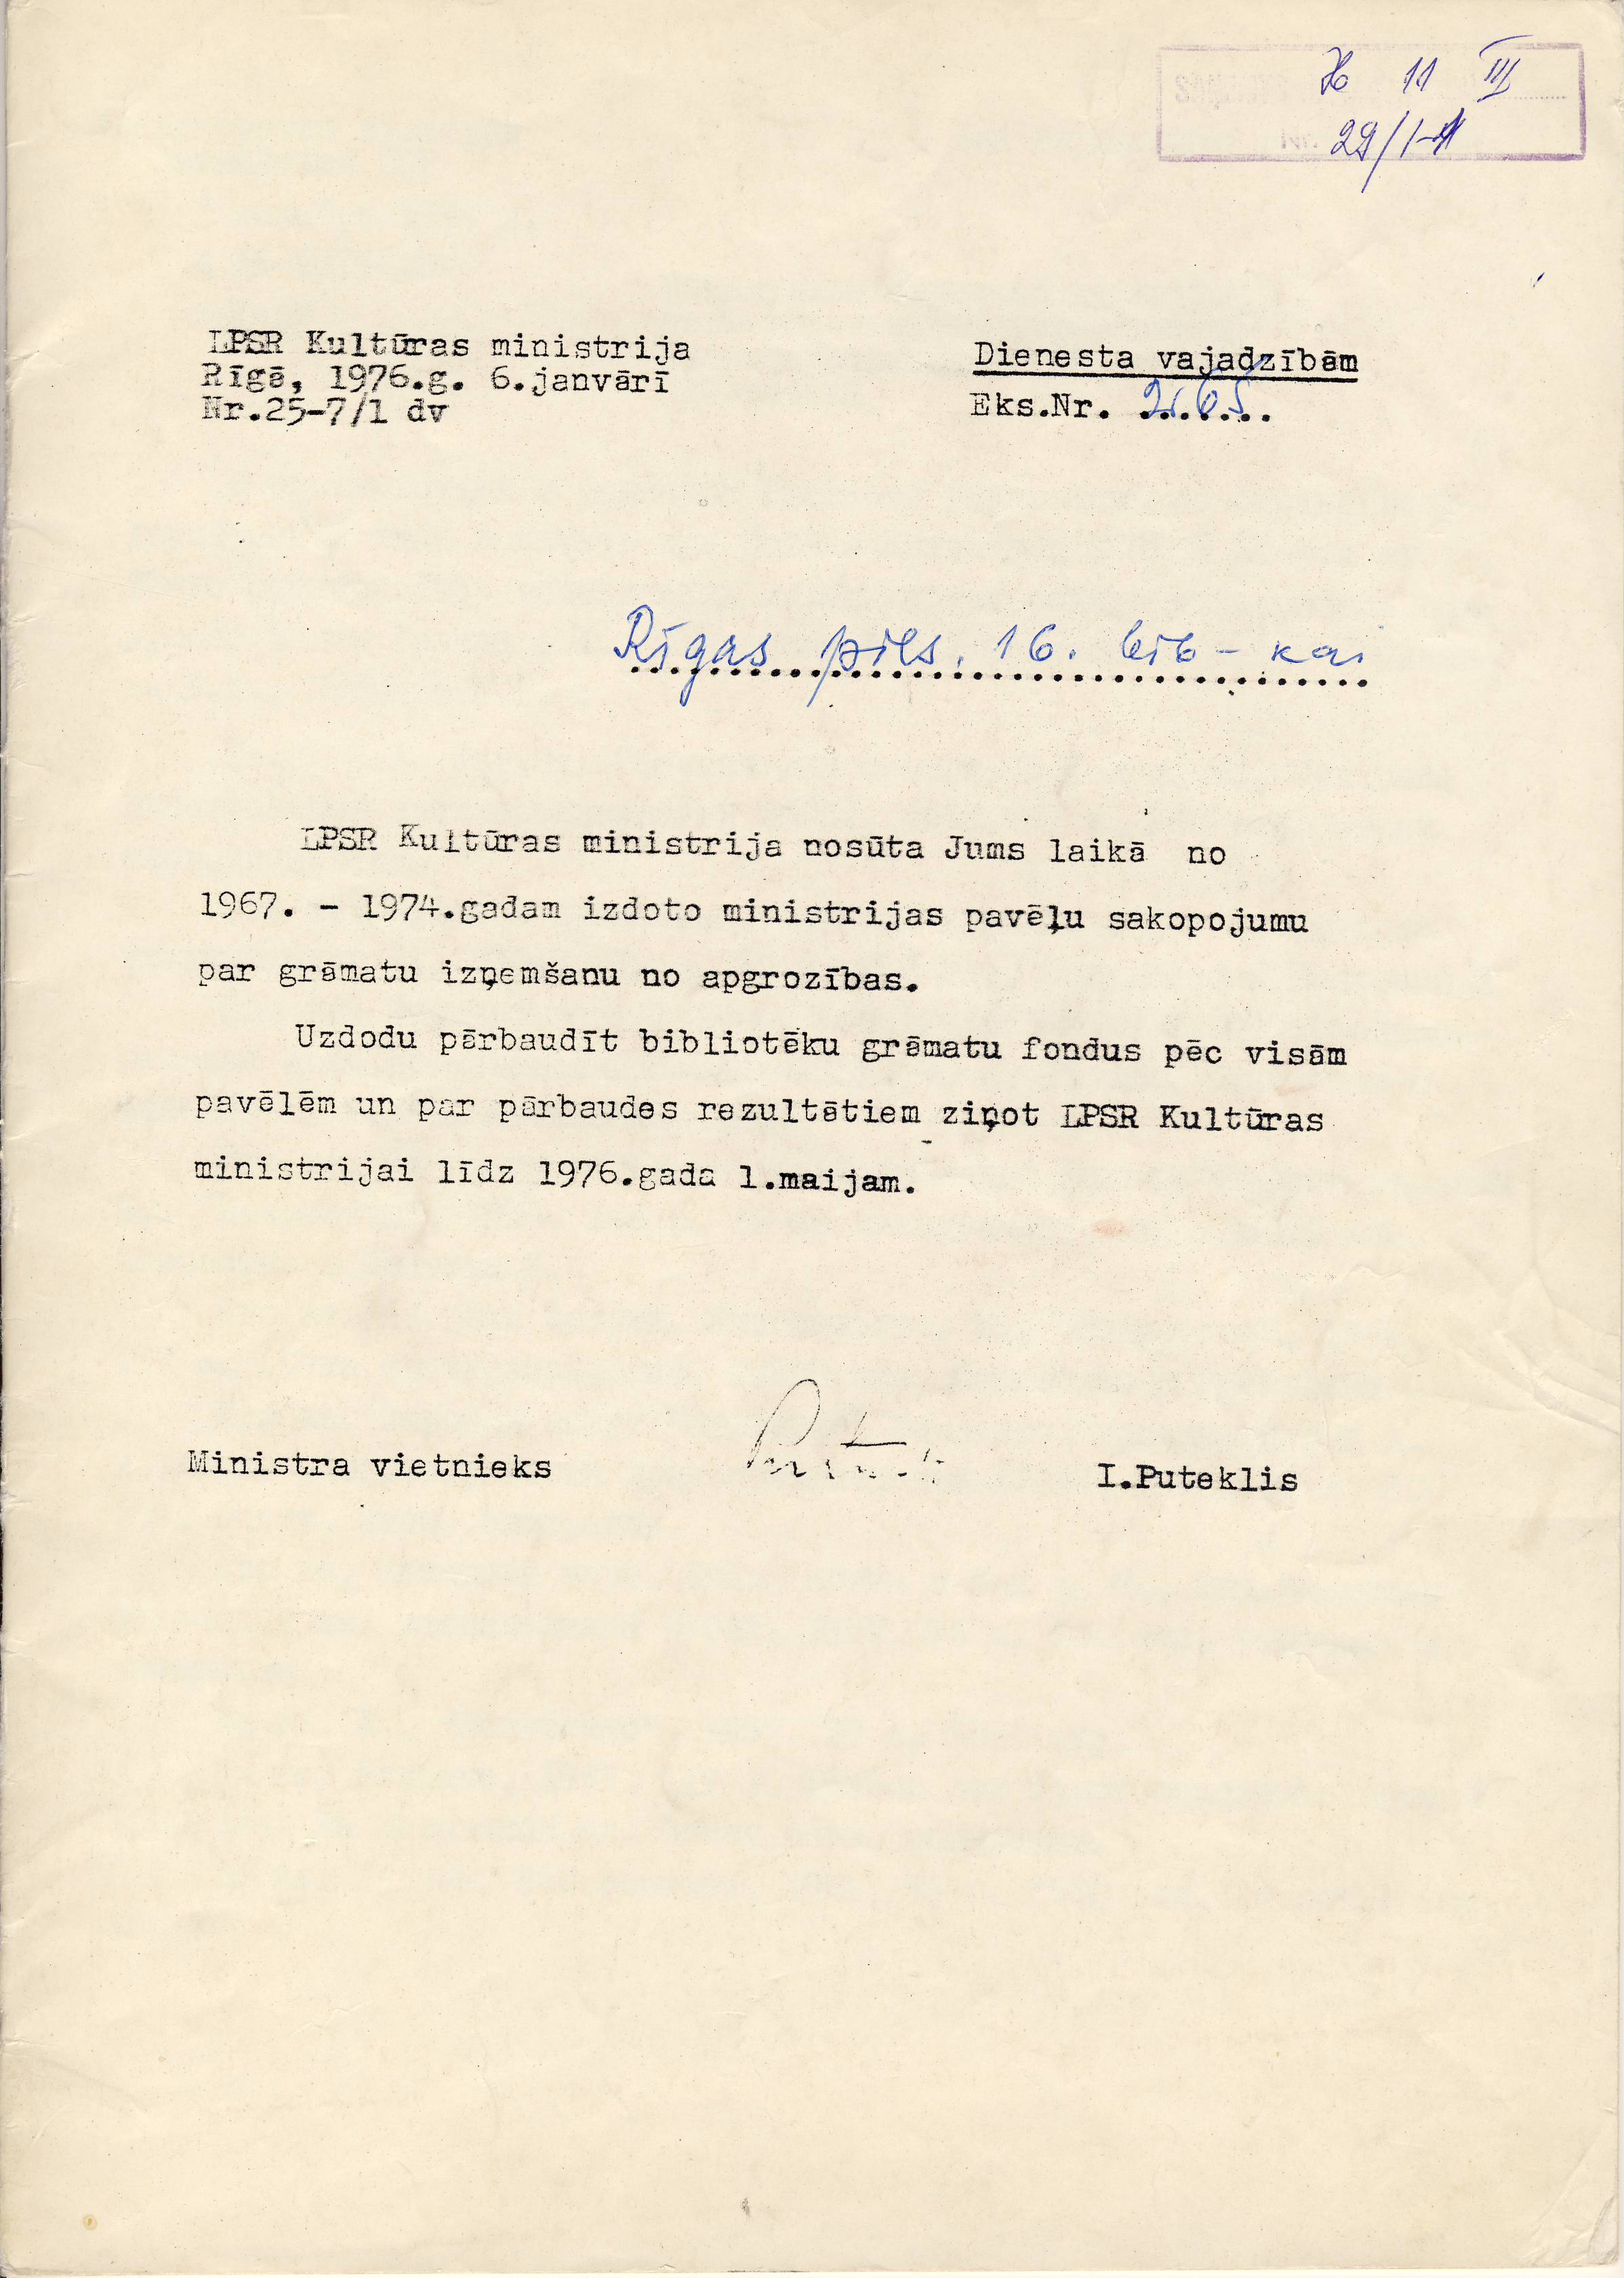 11 III
29/1-
LPSR Kultūras ministrija
Rīgā, 1976.g. 6.janvārī
Nr.25-7/1 dv
Dienesta vajadzībām
Eks.Nr.
Rīgas pils. 16. bib-kai
LPSR Kultūras ministrija nosūta Jums laikā no
1967. - 1974.gadam izdoto ministrijas pavēļu sakopojumu
par grāmatu izņemšanu no apgrozības.
Uzdodu pārbaudīt bibliotēku grāmatu fondus pēc visām
pavēlēm un par pārbaudes rezultātiem ziņot LPSR Kultūras
ministrijai līdz 1976.gada 1.maijam.
Ministra vietnieks
I.Puteklis